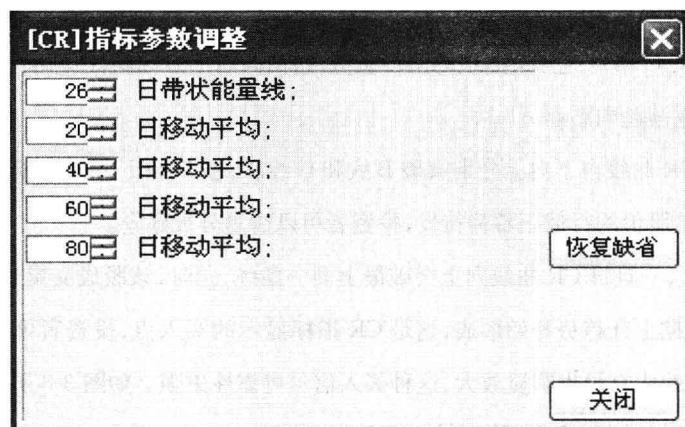 [CR]指标参数调整
26 日带状能量线;
20 日移动平均;
40 日移动平均;
60 日移动平均;
80 日移动平均;
恢复缺省
关闭